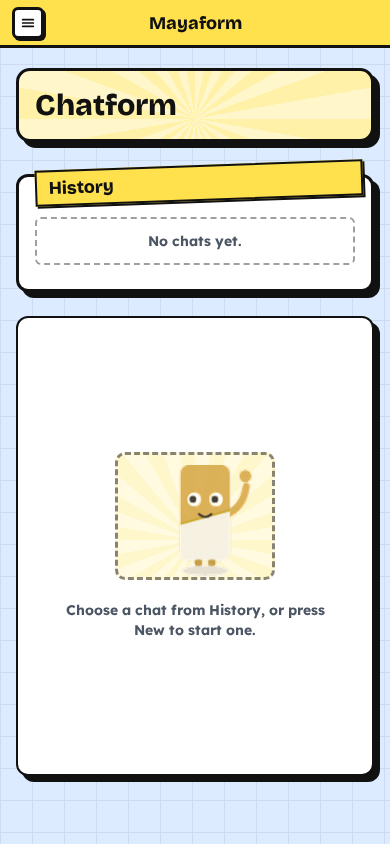 Mayaform
Chatform
History
No chats yet.
Choose a chat from History, or press
New to start one.